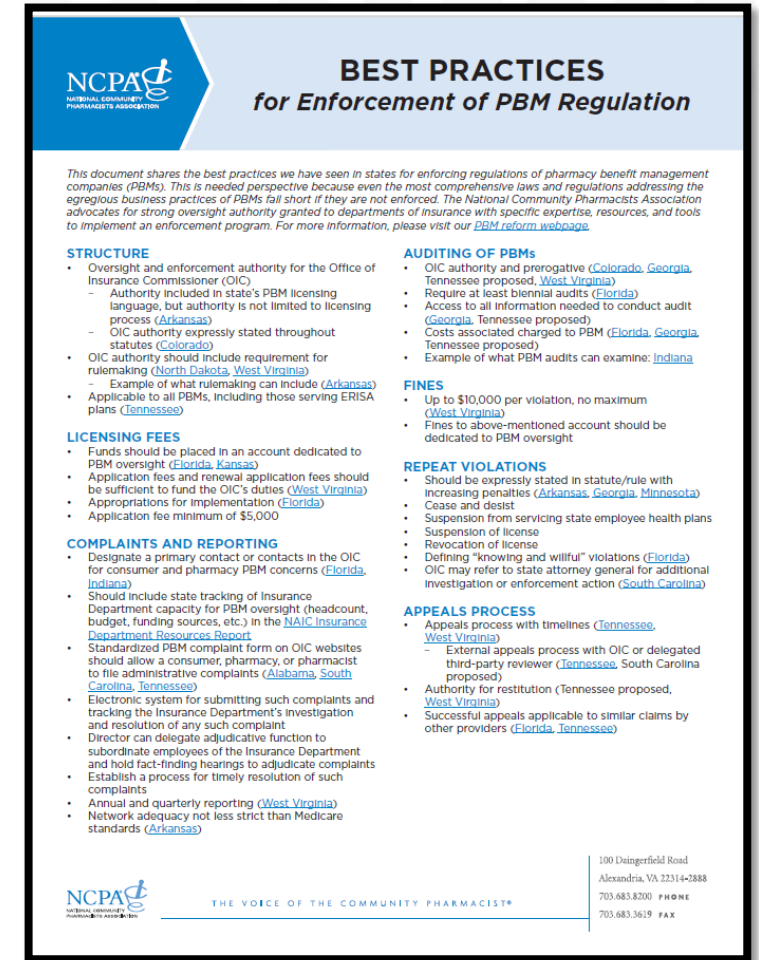 NCPA
NATIONAL COMMUNITY
PHARMACISTS ASSOCIATION
BEST PRACTICES
for Enforcement of PBM Regulation
This document shares the best practices we have seen in states for enforcing regulations of pharmacy benefit management
companies (PBMs). This is needed perspective because even the most comprehensive laws and regulations addressing the
egregious business practices of PBMs fall short if they are not enforced. The National Community Pharmacists Association
advocates for strong oversight authority granted to departments of insurance with specific expertise, resources, and tools
to implement an enforcement program. For more information, please visit our PBM reform webpage.
STRUCTURE
• Oversight and enforcement authority for the Office of
Insurance Commissioner (OIC)
– Authority included in state's PBM licensing
language, but authority is not limited to licensing
process (Arkansas)
– OIC authority expressly stated throughout
statutes (Colorado)
• OIC authority should include requirement for
rulemaking (North Dakota, West Virginia)
– Example of what rulemaking can include (Arkansas)
• Applicable to all PBMs, including those serving ERISA
plans (Tennessee)
LICENSING FEES
• Funds should be placed in an account dedicated to
PBM oversight (Florida, Kansas)
• Application fees and renewal application fees should
be sufficient to fund the OIC's duties (West Virginia)
• Appropriations for implementation (Florida)
• Application fee minimum of $5,000
COMPLAINTS AND REPORTING
• Designate a primary contact or contacts in the OIC
for consumer and pharmacy PBM concerns (Florida,
Indiana)
• Should include state tracking of Insurance
Department capacity for PBM oversight (headcount,
budget, funding sources, etc.) in the NAIC Insurance
Department Resources Report
• Standardized PBM complaint form on OIC websites
should allow a consumer, pharmacy, or pharmacist
to file administrative complaints (Alabama, South
Carolina, Tennessee)
• Electronic system for submitting such complaints and
tracking the Insurance Department's investigation
and resolution of any such complaint
• Director can delegate adjudicative function to
subordinate employees of the Insurance Department
and hold fact-finding hearings to adjudicate complaints
• Establish a process for timely resolution of such
complaints
• Annual and quarterly reporting (West Virginia)
• Network adequacy not less strict than Medicare
standards (Arkansas)
AUDITING OF PBMs
• OIC authority and prerogative (Colorado, Georgia,
Tennessee proposed, West Virginia)
• Require at least biennial audits (Florida)
• Access to all information needed to conduct audit
(Georgia, Tennessee proposed)
• Costs associated charged to PBM (Florida, Georgia,
Tennessee proposed)
• Example of what PBM audits can examine: Indiana
FINES
• Up to $10,000 per violation, no maximum
(West Virginia)
• Fines to above-mentioned account should be
dedicated to PBM oversight
REPEAT VIOLATIONS
• Should be expressly stated in statute/rule with
increasing penalties (Arkansas, Georgia, Minnesota)
• Cease and desist
• Suspension from servicing state employee health plans
• Suspension of license
• Revocation of license
• Defining "knowing and willful" violations (Florida)
• OIC may refer to state attorney general for additional
investigation or enforcement action (South Carolina)
APPEALS PROCESS
• Appeals process with timelines (Tennessee,
West Virginia)
– External appeals process with OIC or delegated
third-party reviewer (Tennessee, South Carolina
proposed)
• Authority for restitution (Tennessee proposed,
West Virginia)
• Successful appeals applicable to similar claims by
other providers (Florida, Tennessee)
NCPA
NATIONAL COMMUNITY
PHARMACISTS ASSOCIATION
THE VOICE OF THE COMMUNITY PHARMACIST®
100 Daingerfield Road
Alexandria, VA 22314-2888
703.683.8200 PHONE
703.683.3619 FAX